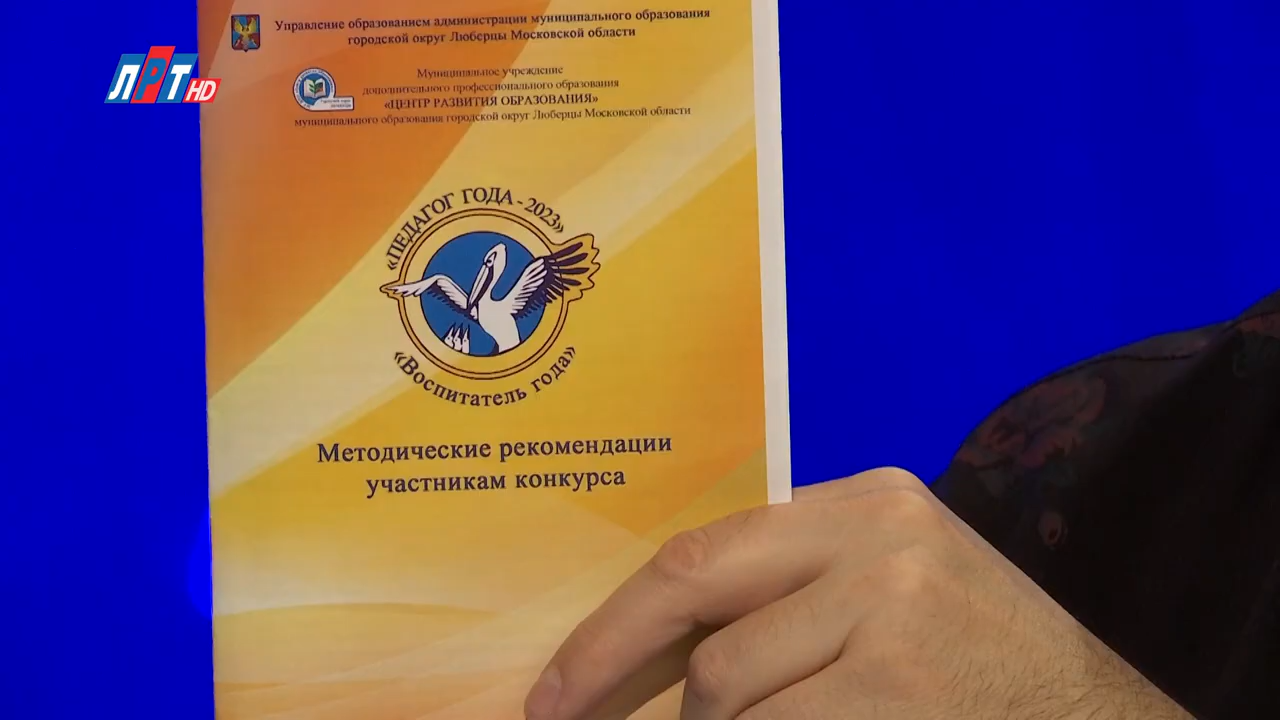 Управление образованием администрации муниципального образования
городской округ Люберцы Московской области
ЛРТ HD
Муниципальное учреждение
дополнительного профессионального образования
«ЦЕНТР РАЗВИТИЯ ОБРАЗОВАНИЯ»
муниципального образования городской округ Люберцы Московской области
«ПЕДАГОГ ГОДА - 2023»
«Воспитатель года»
Методические рекомендации
участникам конкурса